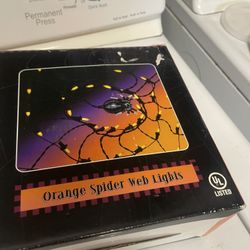 Permanent
Press
Orange Spider Web Lights
UL
LISTED